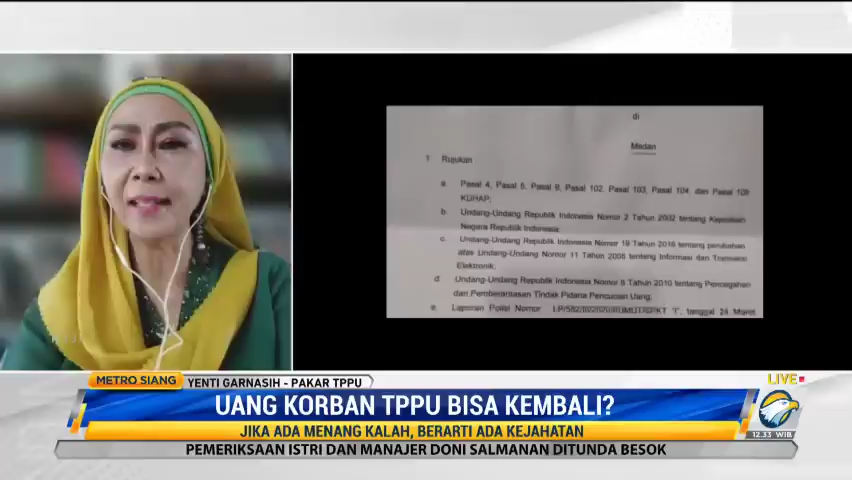 di
Medan
1 Rujukan
a. Pasal 4, Pasal 5, Pasal 9, Pasal 102, Pasal 103, Pasal 104, dan Pasal 109
KUHAP;
b Undang-Undang Republik Indonesia Nomor 2 Tahun 2002 tentang Kepolisian
Negara Republik Indonesia;
c. Undang-Undang Republik Indonesia Nomor 19 Tahun 2016 tentang perubahan
atas Undang-Undang Nomor 11 Tahun 2008 tentang Informasi dan Transaksi
Elektronik;
d Undang-Undang Republik Indonesia Nomor 8 Tahun 2010 tentang Pencegahan
dan Pemberantasan Tindak Pidana Pencucian Uang;
e. Laporan Polisi Nomor tanggal 24 Maret
METRO SIANG
YENTI GARNASIH - PAKAR TPPU
LIVE
UANG KORBAN TPPU BISA KEMBALI?
JIKA ADA MENANG KALAH, BERARTI ADA KEJAHATAN
12.33 WIB
PEMERIKSAAN ISTRI DAN MANAJER DONI SALMANAN DITUNDA BESOK